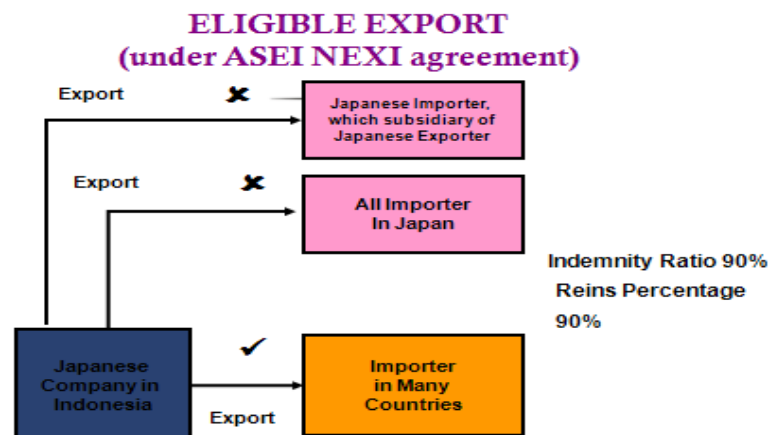 ELIGIBLE EXPORT
(under ASEI NEXI agreement)
Export
Japanese Importer,
which subsidiary of
Japanese Exporter
Export
All Importer
In Japan
Indemnity Ratio 90%
Reins Percentage
90%
Japanese
Company in
Indonesia
Export
Importer
in Many
Countries